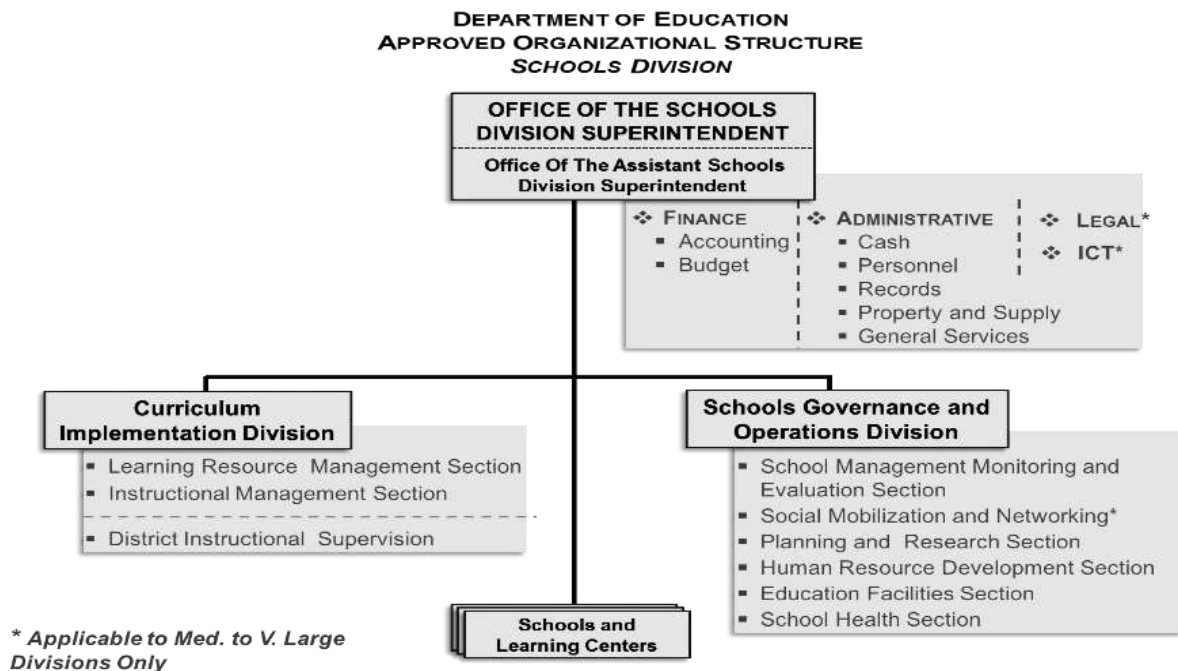 DEPARTMENT OF EDUCATION
APPROVED ORGANIZATIONAL STRUCTURE
SCHOOLS DIVISION
OFFICE OF THE SCHOOLS
DIVISION SUPERINTENDENT
Office Of The Assistant Schools
Division Superintendent
❖ FINANCE
▪ Accounting
▪ Budget
❖ ADMINISTRATIVE
▪ Cash
▪ Personnel
▪ Records
▪ Property and Supply
▪ General Services
❖ LEGAL*
❖ ICT*
Curriculum
Implementation Division
▪ Learning Resource Management Section
▪ Instructional Management Section
▪ District Instructional Supervision
Schools Governance and
Operations Division
▪ School Management Monitoring and
Evaluation Section
▪ Social Mobilization and Networking*
▪ Planning and Research Section
▪ Human Resource Development Section
▪ Education Facilities Section
▪ School Health Section
Schools and
Learning Centers
* Applicable to Med. to V. Large
Divisions Only